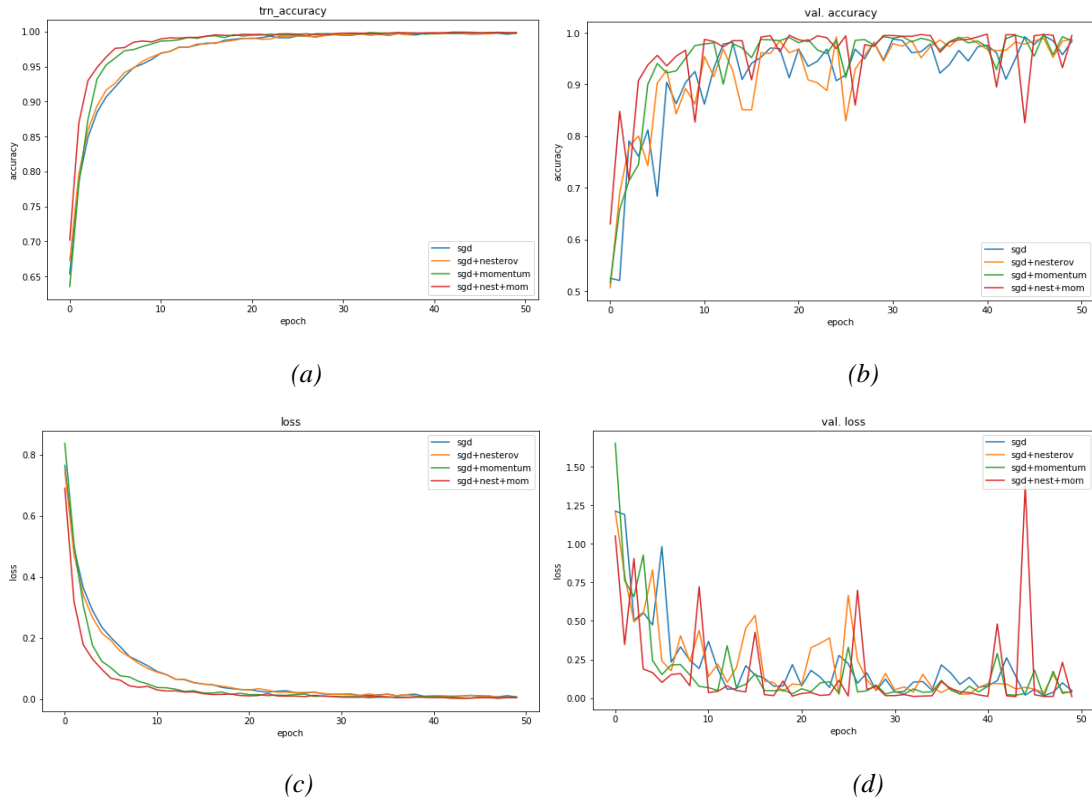 trn_accuracy
1.00
0.95
0.90
0.85
0.80
0.75
0.70
0.65
accuracy
0 10 20 30 40 50
epoch
sgd
sgd+nesterov
sgd+momentum
sgd+nest+mom
(a)
val. accuracy
1.0
0.9
0.8
0.7
0.6
0.5
accuracy
0 10 20 30 40 50
epoch
sgd
sgd+nesterov
sgd+momentum
sgd+nest+mom
(b)
loss
0.8
0.6
0.4
0.2
0.0
loss
0 10 20 30 40 50
epoch
sgd
sgd+nesterov
sgd+momentum
sgd+nest+mom
(c)
val. loss
1.50
1.25
1.00
0.75
0.50
0.25
0.00
loss
0 10 20 30 40 50
epoch
sgd
sgd+nesterov
sgd+momentum
sgd+nest+mom
(d)